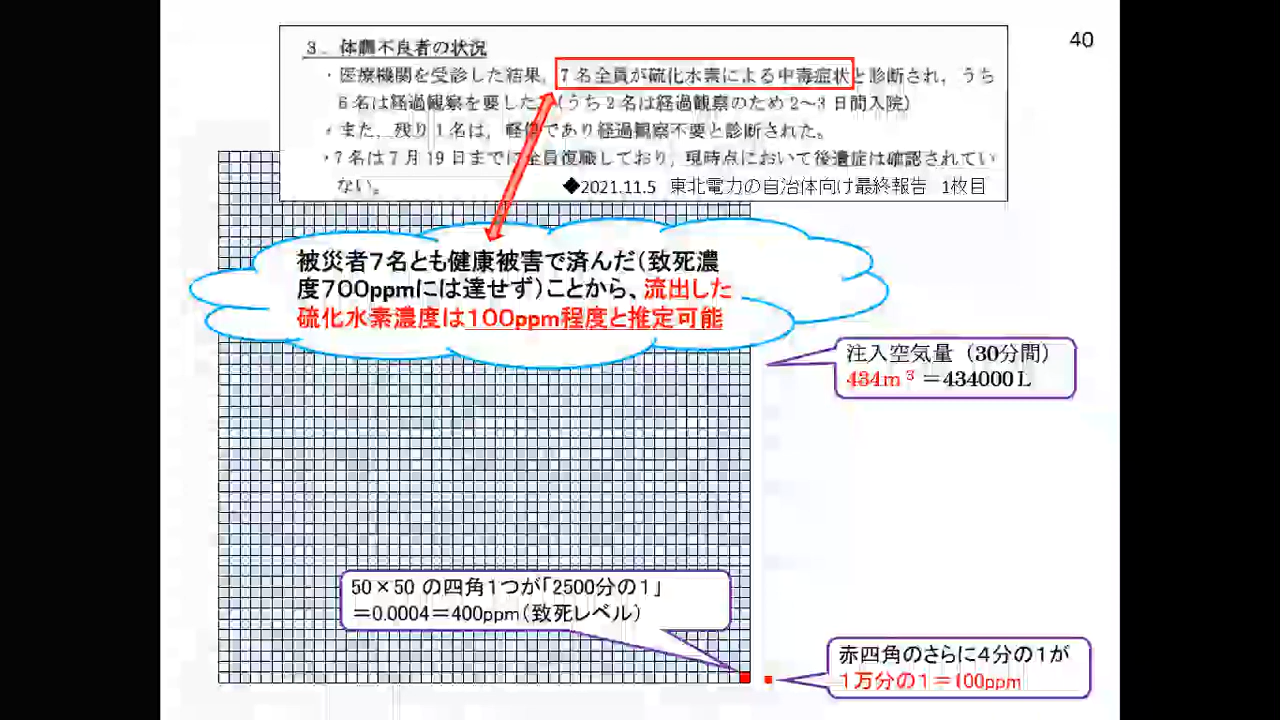 40
3. 体調不良者の状況
・医療機関を受診した結果、7名全員が硫化水素による中毒症状と診断され、うち
6名は経過観察を要した。(うち2名は経過観察のため2~3日間入院)
・また、残り1名は、軽傷であり経過観察不要と診断された。
・7名は7月19日までに全員復職しており、現時点において後遺症は確認されてい
ない。
◆2021.11.5 東北電力の自治体向け最終報告 1枚目
被災者7名とも健康被害で済んだ(致死濃
度700ppmには達せず)ことから、流出した
硫化水素濃度は100ppm程度と推定可能
注入空気量(30分間)
434m³=434000L
50×50 の四角1つが「2500分の1」
=0.0004=400ppm(致死レベル)
赤四角のさらに4分の1が
1万分の1=100ppm